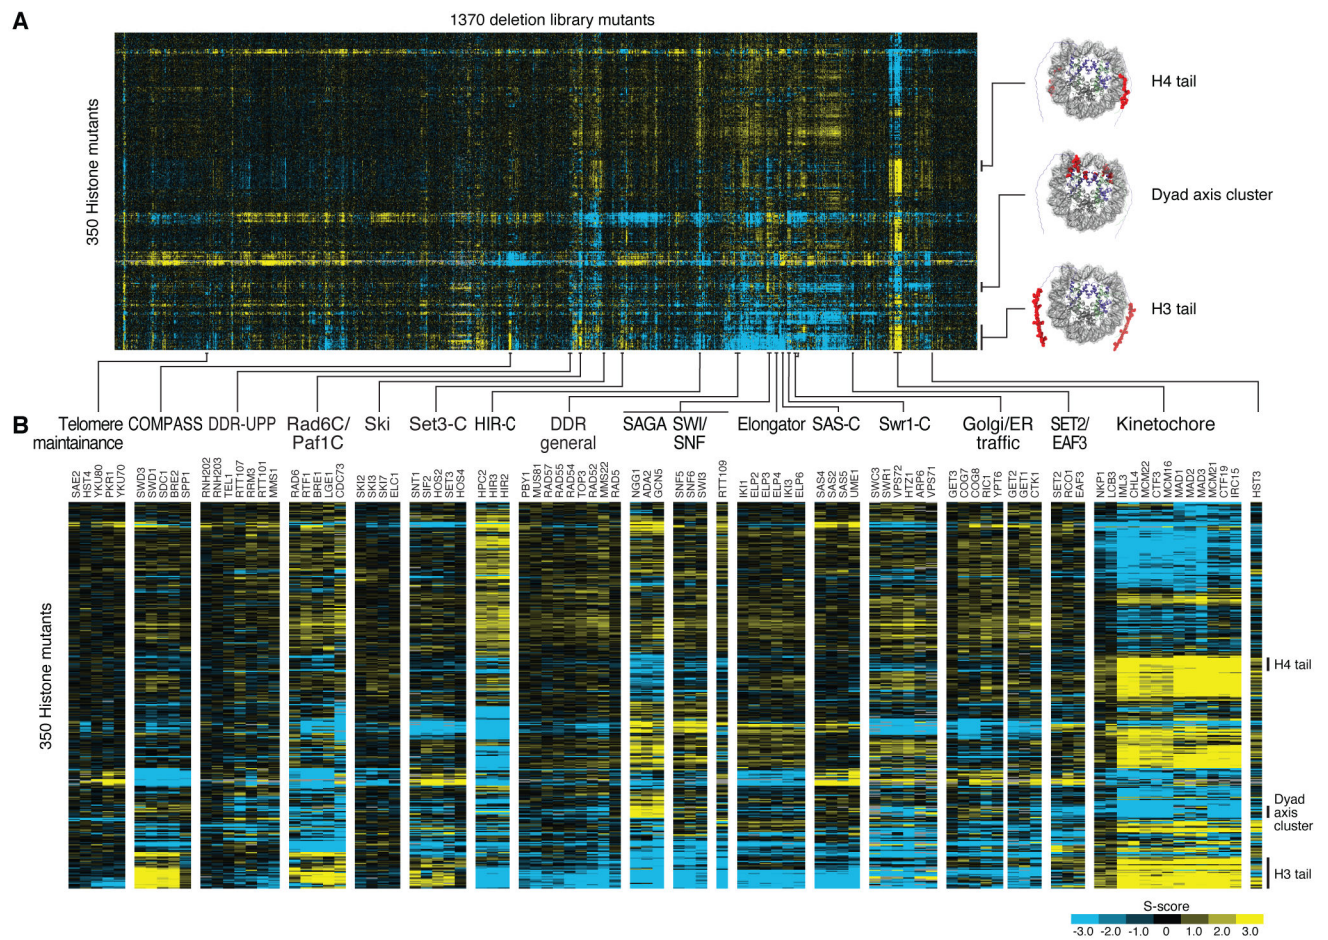 A
1370 deletion library mutants
350 Histone mutants
H4 tail
Dyad axis cluster
H3 tail
B
Telomere maintainance
COMPASS
DDR-UPP
Rad6C/
Paf1C
Ski
Set3-C
HIR-C
DDR
general
SAGA
SWI/
SNF
Elongator
SAS-C
Swr1-C
Golgi/ER
traffic
SET2/
EAF3
Kinetochore
SAE2
HST4
YKU80
PKR1
YKU70
SWD3
SWD1
SDC1
BRE2
SPP1
RNH202
RNH203
TEL1
RTT107
RRM3
RTT101
MMS1
RAD6
RTF1
BRE1
LGE1
CDC73
SKI2
SKI3
SKI7
ELC1
SNT1
SIF2
HOS2
SET3
HOS4
HPC2
HIR3
HIR2
PBY1
MUS81
RAD57
RAD55
RAD54
TOP3
RAD52
MMS22
RAD5
NGG1
ADA2
GCN5
SNF5
SNF6
SWI3
RTT109
IKI1
ELP2
ELP3
ELP4
IKI3
ELP6
SAS4
SAS2
SAS5
UME1
SWC3
SWR1
VPS72
HTZ1
ARP6
VPS71
GET3
COG7
COG8
RIC1
YPT6
GET2
GET1
CTK1
SET2
RCO1
EAF3
NKP1
LCB3
IML3
CHL4
MCM22
CTF3
MCM16
MAD1
MAD2
MAD3
MCM21
CTF19
IRC15
HST3
350 Histone mutants
H4 tail
Dyad
axis
cluster
H3 tail
S-score
-3.0 -2.0 -1.0 0 1.0 2.0 3.0